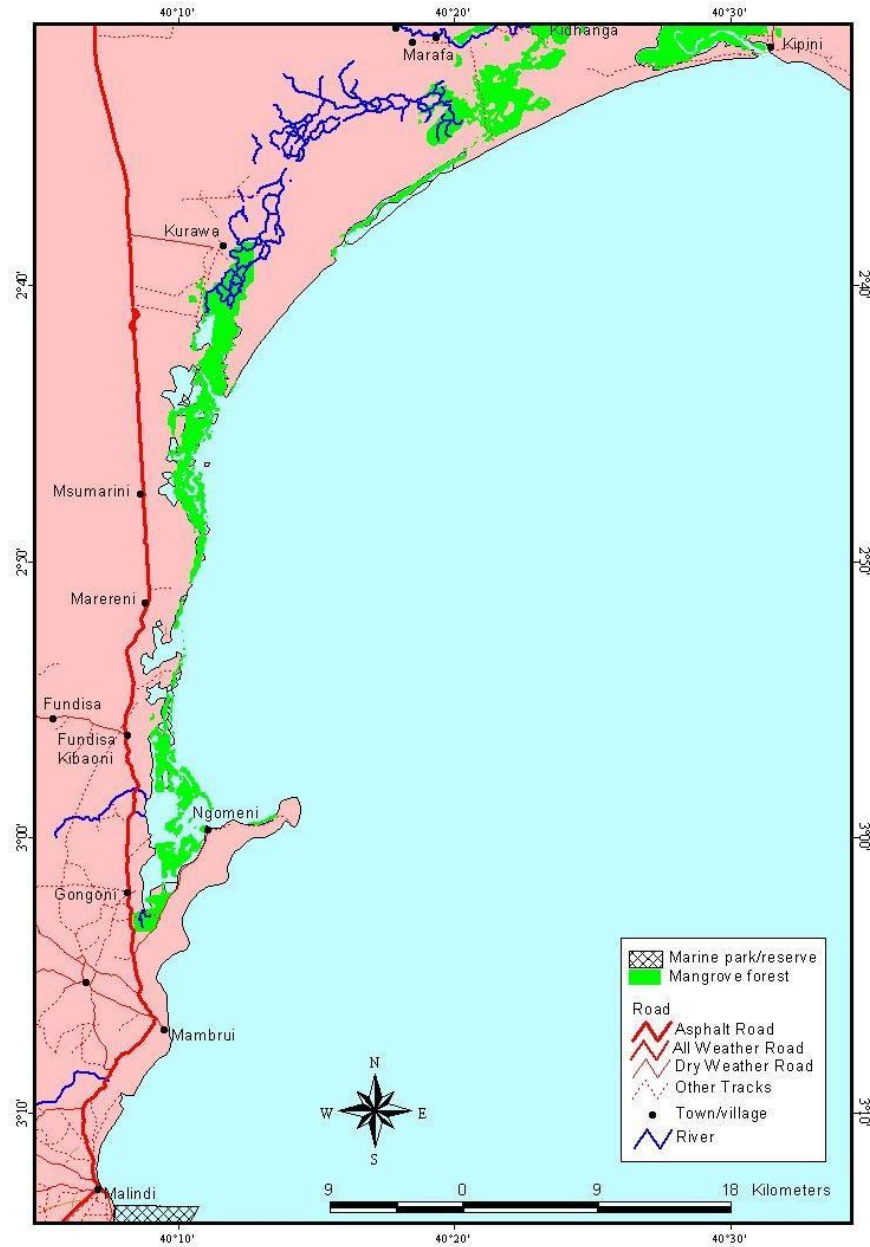 40°10'
40°20'
40°30'
Kidhanga
Marafa
Kipini
Kurawa
2°40'
2°40'
Msumarini
2°50'
2°50'
Marereni
Fundisa
Fundisa
Kibaoni
Ngomeni
3°00'
3°00'
Gongoni
Mambrui
Marine park/reserve
Mangrove forest
Road
Asphalt Road
All Weather Road
Dry Weather Road
Other Tracks
Town/village
River
N
W
E
S
3°10'
3°10'
Malindi
9 0 9 18 Kilometers
40°10'
40°20'
40°30'